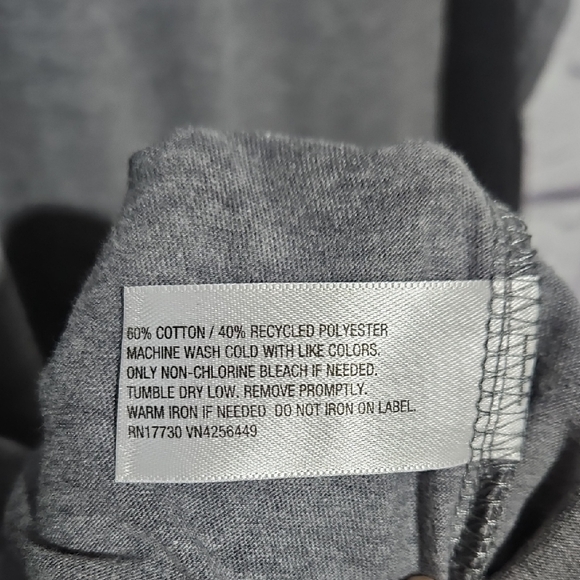 60% COTTON / 40% RECYCLED POLYESTER
MACHINE WASH COLD WITH LIKE COLORS.
ONLY NON-CHLORINE BLEACH IF NEEDED.
TUMBLE DRY LOW. REMOVE PROMPTLY.
WARM IRON IF NEEDED. DO NOT IRON ON LABEL.
RN17730 VN4256449